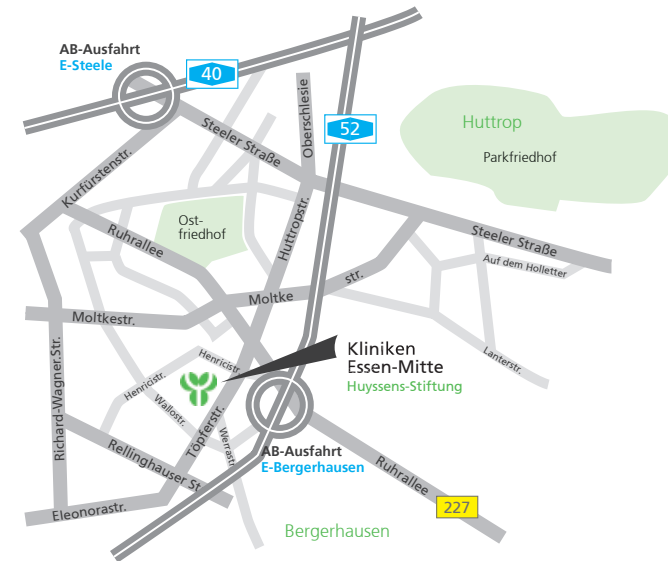 AB-Ausfahrt
E-Steele
40
52
Oberschlesie
Huttrop
Parkfriedhof
Steeler Straße
Kurfürstenstr.
Ost-
friedhof
Huttropstr.
Ruhrallee
Steeler Straße
Auf dem Holletter
Moltke
str.
Moltkestr.
Henricistr.
Kliniken
Essen-Mitte
Huyssens-Stiftung
Lanterstr.
Richard-Wagner.Str.
Henricistr.
Wallostr.
Töpferstr.
Werrastr.
Rellinghauser St
AB-Ausfahrt
E-Bergerhausen
Ruhrallee
227
Eleonorastr.
Bergerhausen